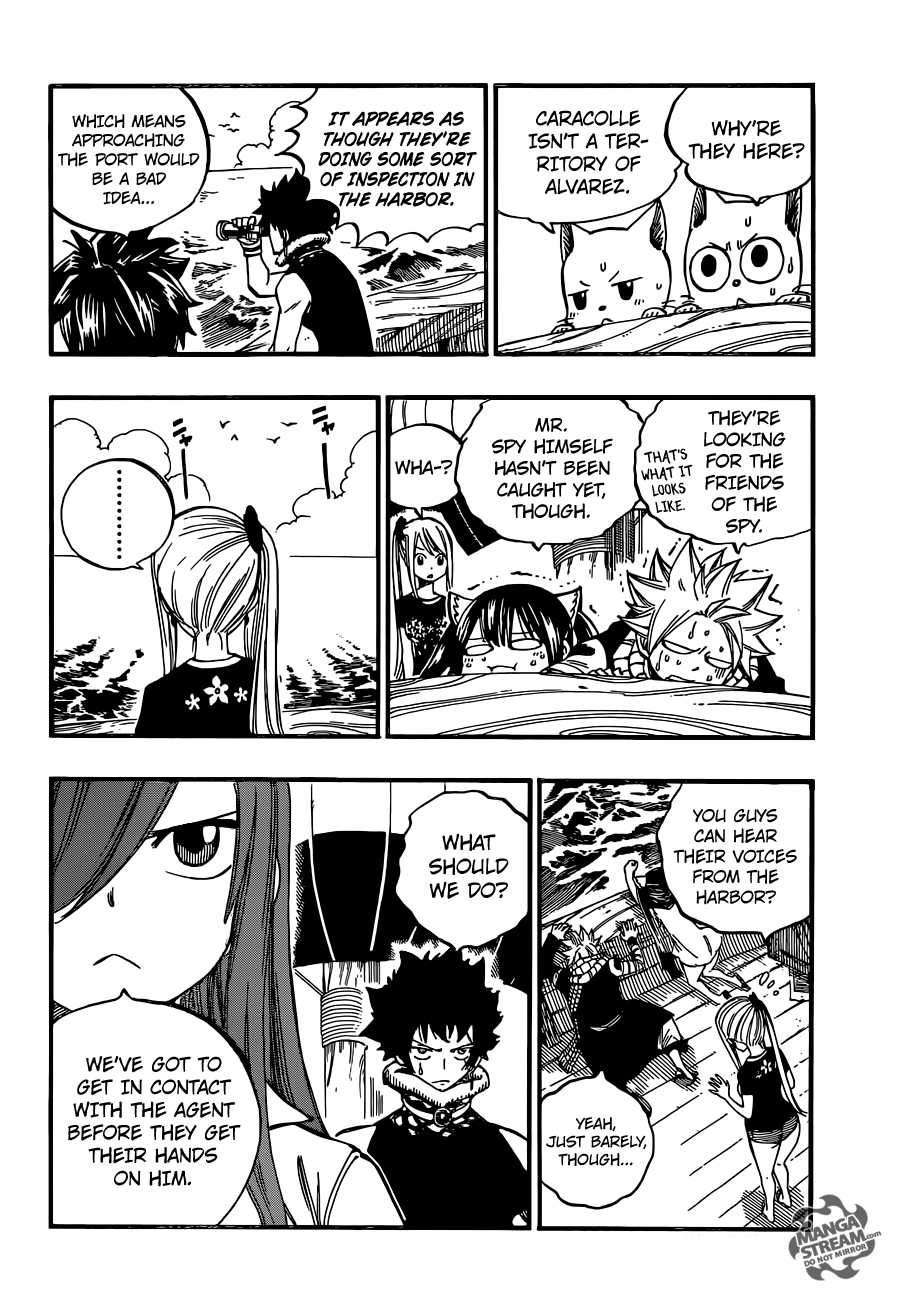 WHY'RE
THEY HERE?
CARACOLLE
ISN'T A TER-
RITORY OF
ALVAREZ.
IT APPEARS AS
THOUGH THEY'RE
DOING SOME SORT
OF INSPECTION IN
THE HARBOR.
WHICH MEANS
APPROACHING
THE PORT WOULD
BE A BAD
IDEA...
THEY'RE
LOOKING
FOR THE
FRIENDS
OF THE
SPY.
THAT'S
WHAT IT
LOOKS
LIKE.
MR.
SPY HIMSELF
HASN'T BEEN
CAUGHT YET,
THOUGH.
WHA-?
........
YOU GUYS
CAN HEAR
THEIR VOICES
FROM THE
HARBOR?
YEAH,
JUST BARELY,
THOUGH...
WHAT
SHOULD
WE DO?
WE'VE GOT TO
GET IN CONTACT
WITH THE AGENT
BEFORE THEY GET
THEIR HANDS
ON HIM.
MANGA
STREAM.com
DO NOT MIRROR